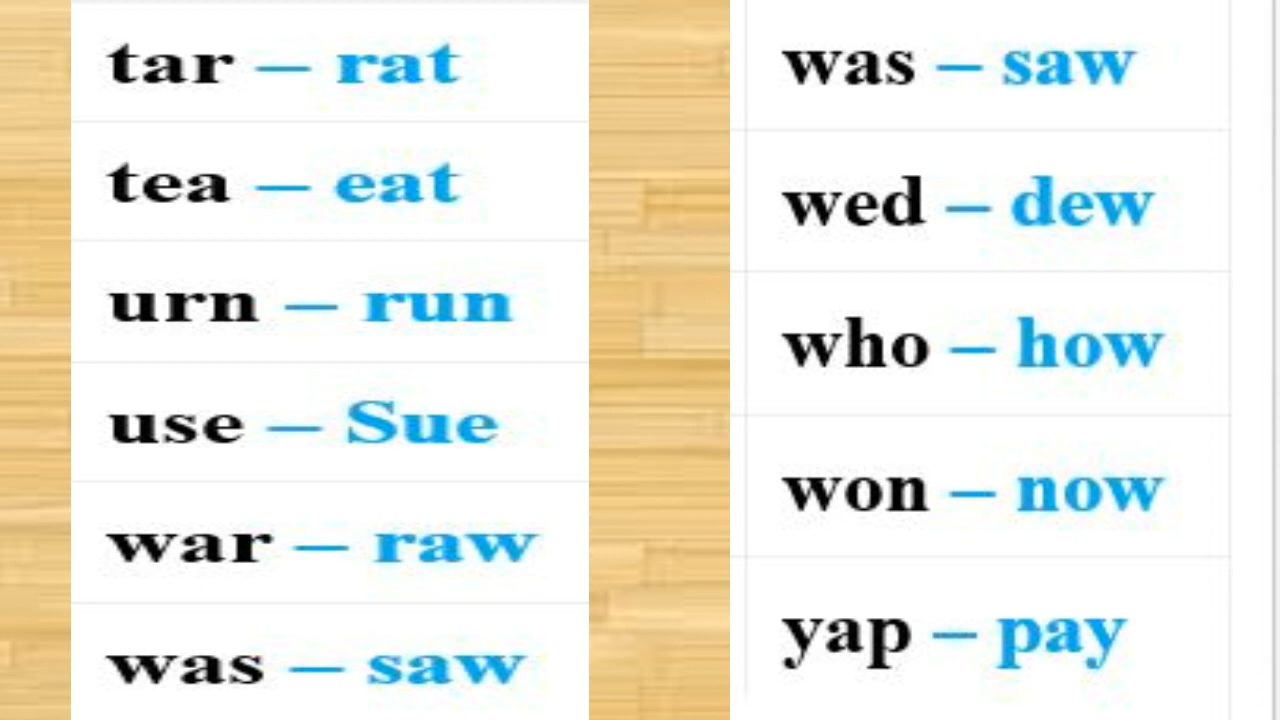 tar – rat
tea – eat
urn – run
use – Sue
war – raw
was – saw
was – saw
wed – dew
who – how
won – now
yap – pay